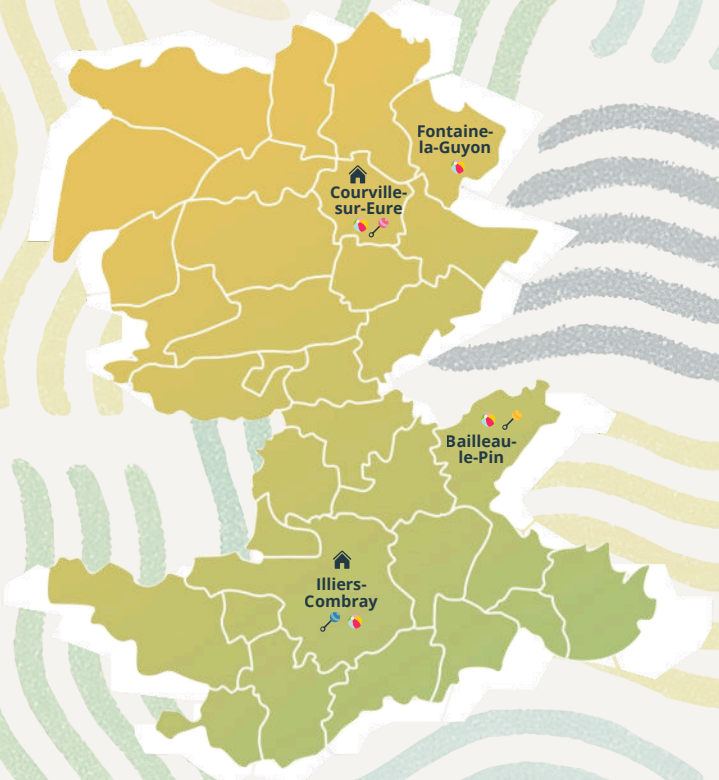 Fontaine-
la-Guyon
Courville-
sur-Eure
Bailleau-
le-Pin
Illiers-
Combray